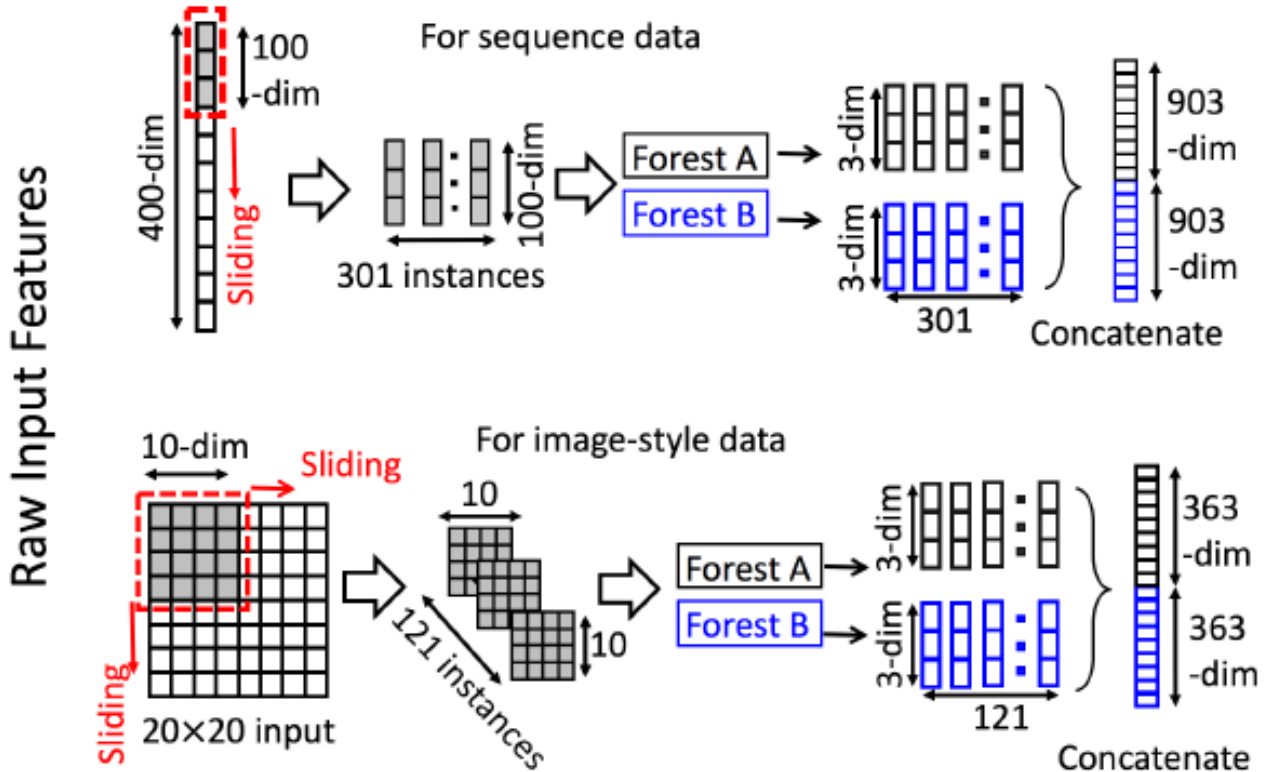 Raw Input Features
For sequence data
400-dim
100
-dim
Sliding
301 instances
100-dim
Forest A
Forest B
3-dim
3-dim
301
903
-dim
903
-dim
Concatenate
For image-style data
10-dim
Sliding
Sliding
20×20 input
10
10
121 instances
Forest A
Forest B
3-dim
3-dim
121
363
-dim
363
-dim
Concatenate